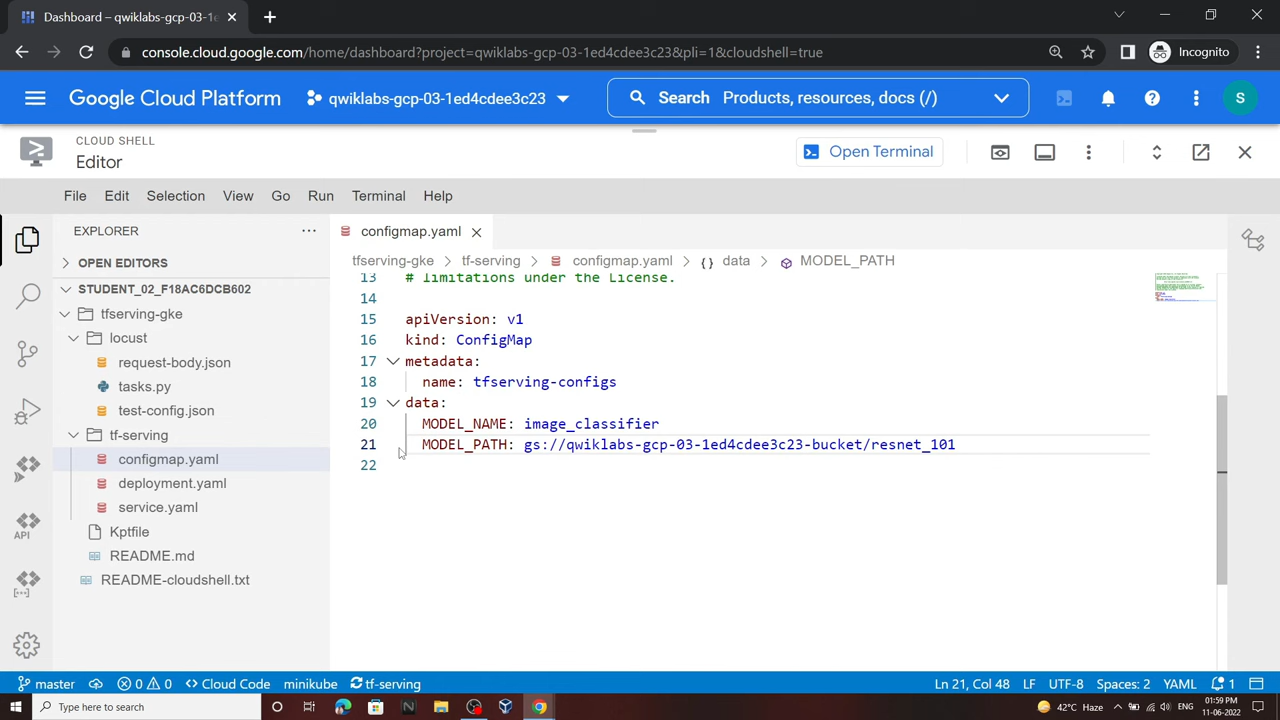 Dashboard – qwiklabs-gcp-03-1
console.cloud.google.com/home/dashboard?project=qwiklabs-gcp-03-1ed4cdee3c23&pli=1&cloudshell=true
Incognito
Google Cloud Platform
qwiklabs-gcp-03-1ed4cdee3c23
Search Products, resources, docs (/)
S
CLOUD SHELL
Editor
Open Terminal
File Edit Selection View Go Run Terminal Help
EXPLORER
configmap.yaml
OPEN EDITORS
tfserving-gke > tf-serving > configmap.yaml > {} data > MODEL_PATH
STUDENT_02_F18AC6DCB602
tfserving-gke
locust
request-body.json
tasks.py
test-config.json
tf-serving
configmap.yaml
deployment.yaml
service.yaml
Kptfile
README.md
README-cloudshell.txt
API
13 # limitations under the License.
14
15 apiVersion: v1
16 kind: ConfigMap
17 metadata:
18 name: tfserving-configs
19 data:
20 MODEL_NAME: image_classifier
21 MODEL_PATH: gs://qwiklabs-gcp-03-1ed4cdee3c23-bucket/resnet_101
22
master 0 0 Cloud Code minikube tf-serving Ln 21, Col 48 LF UTF-8 Spaces: 2 YAML 1
Type here to search
42°C Haze
01:59 PM
11-06-2022